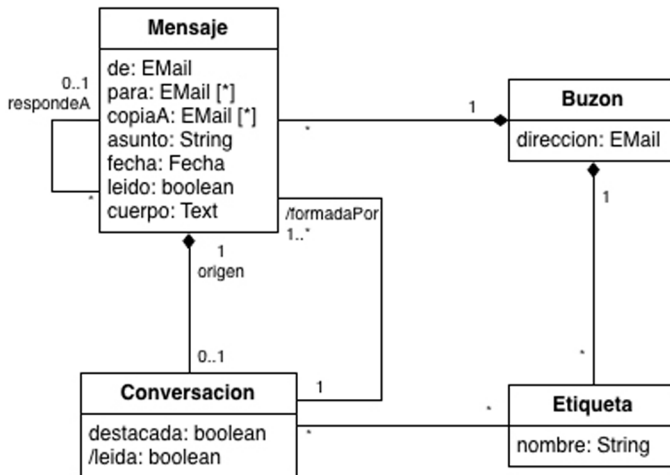 Mensaje
de: EMail
para: EMail [*]
copiaA: EMail [*]
asunto: String
fecha: Fecha
leido: boolean
cuerpo: Text
0..1
respondeA
*
*
1
Buzon
direccion: EMail
1
*
/formadaPor
1..*
1
origen
0..1
1
Conversacion
destacada: boolean
/leida: boolean
*
*
Etiqueta
nombre: String